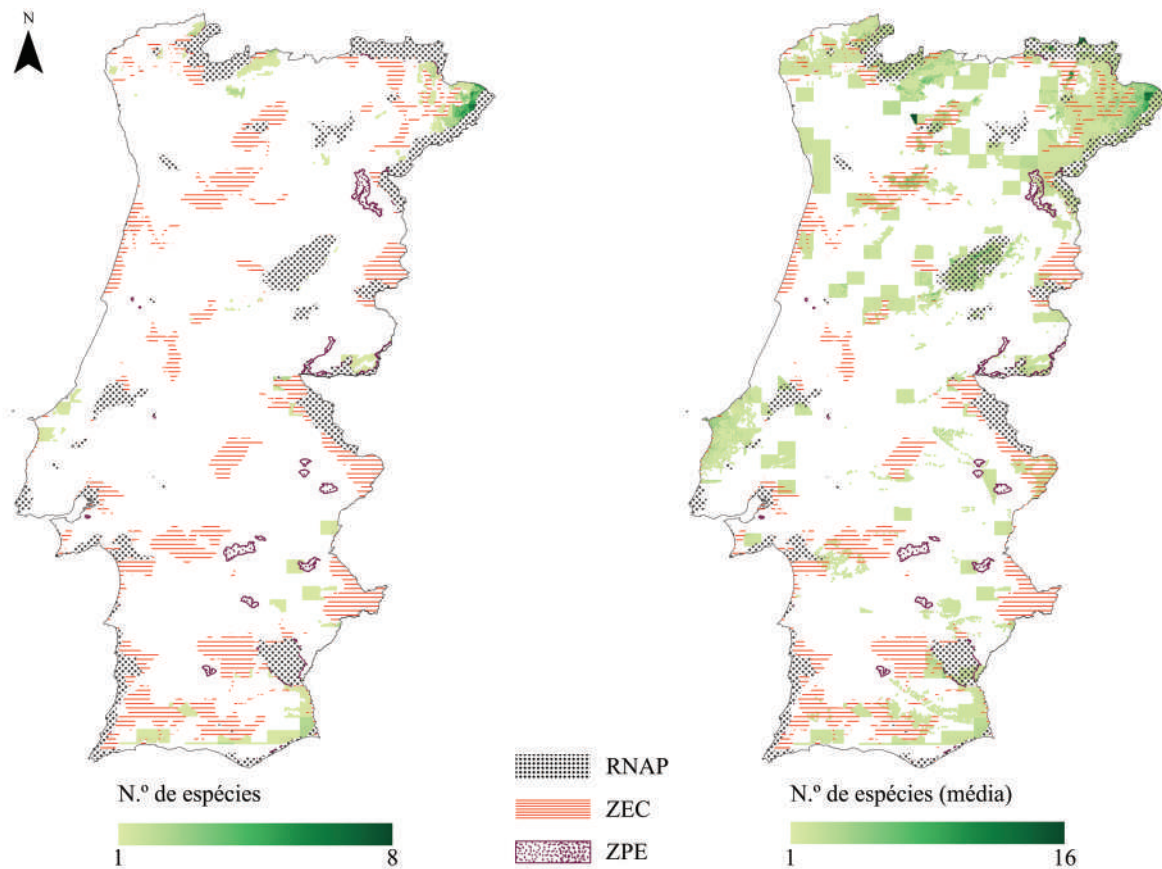 N
N.º de espécies
1
8
RNAP
ZEC
ZPE
N.º de espécies (média)
1
16